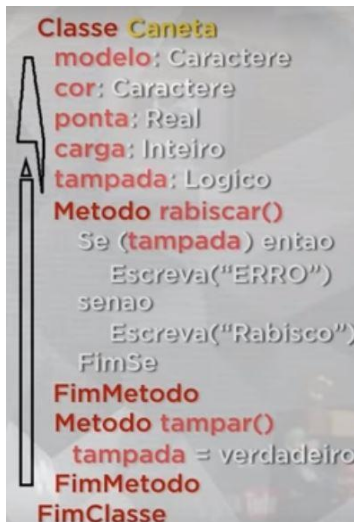 Classe Caneta
modelo: Caractere
cor: Caractere
ponta: Real
carga: Inteiro
tampada: Logico
Metodo rabiscar()
Se (tampada) entao
Escreva("ERRO")
senao
Escreva("Rabisco")
FimSe
FimMetodo
Metodo tampar()
tampada = verdadeiro
FimMetodo
FimClasse